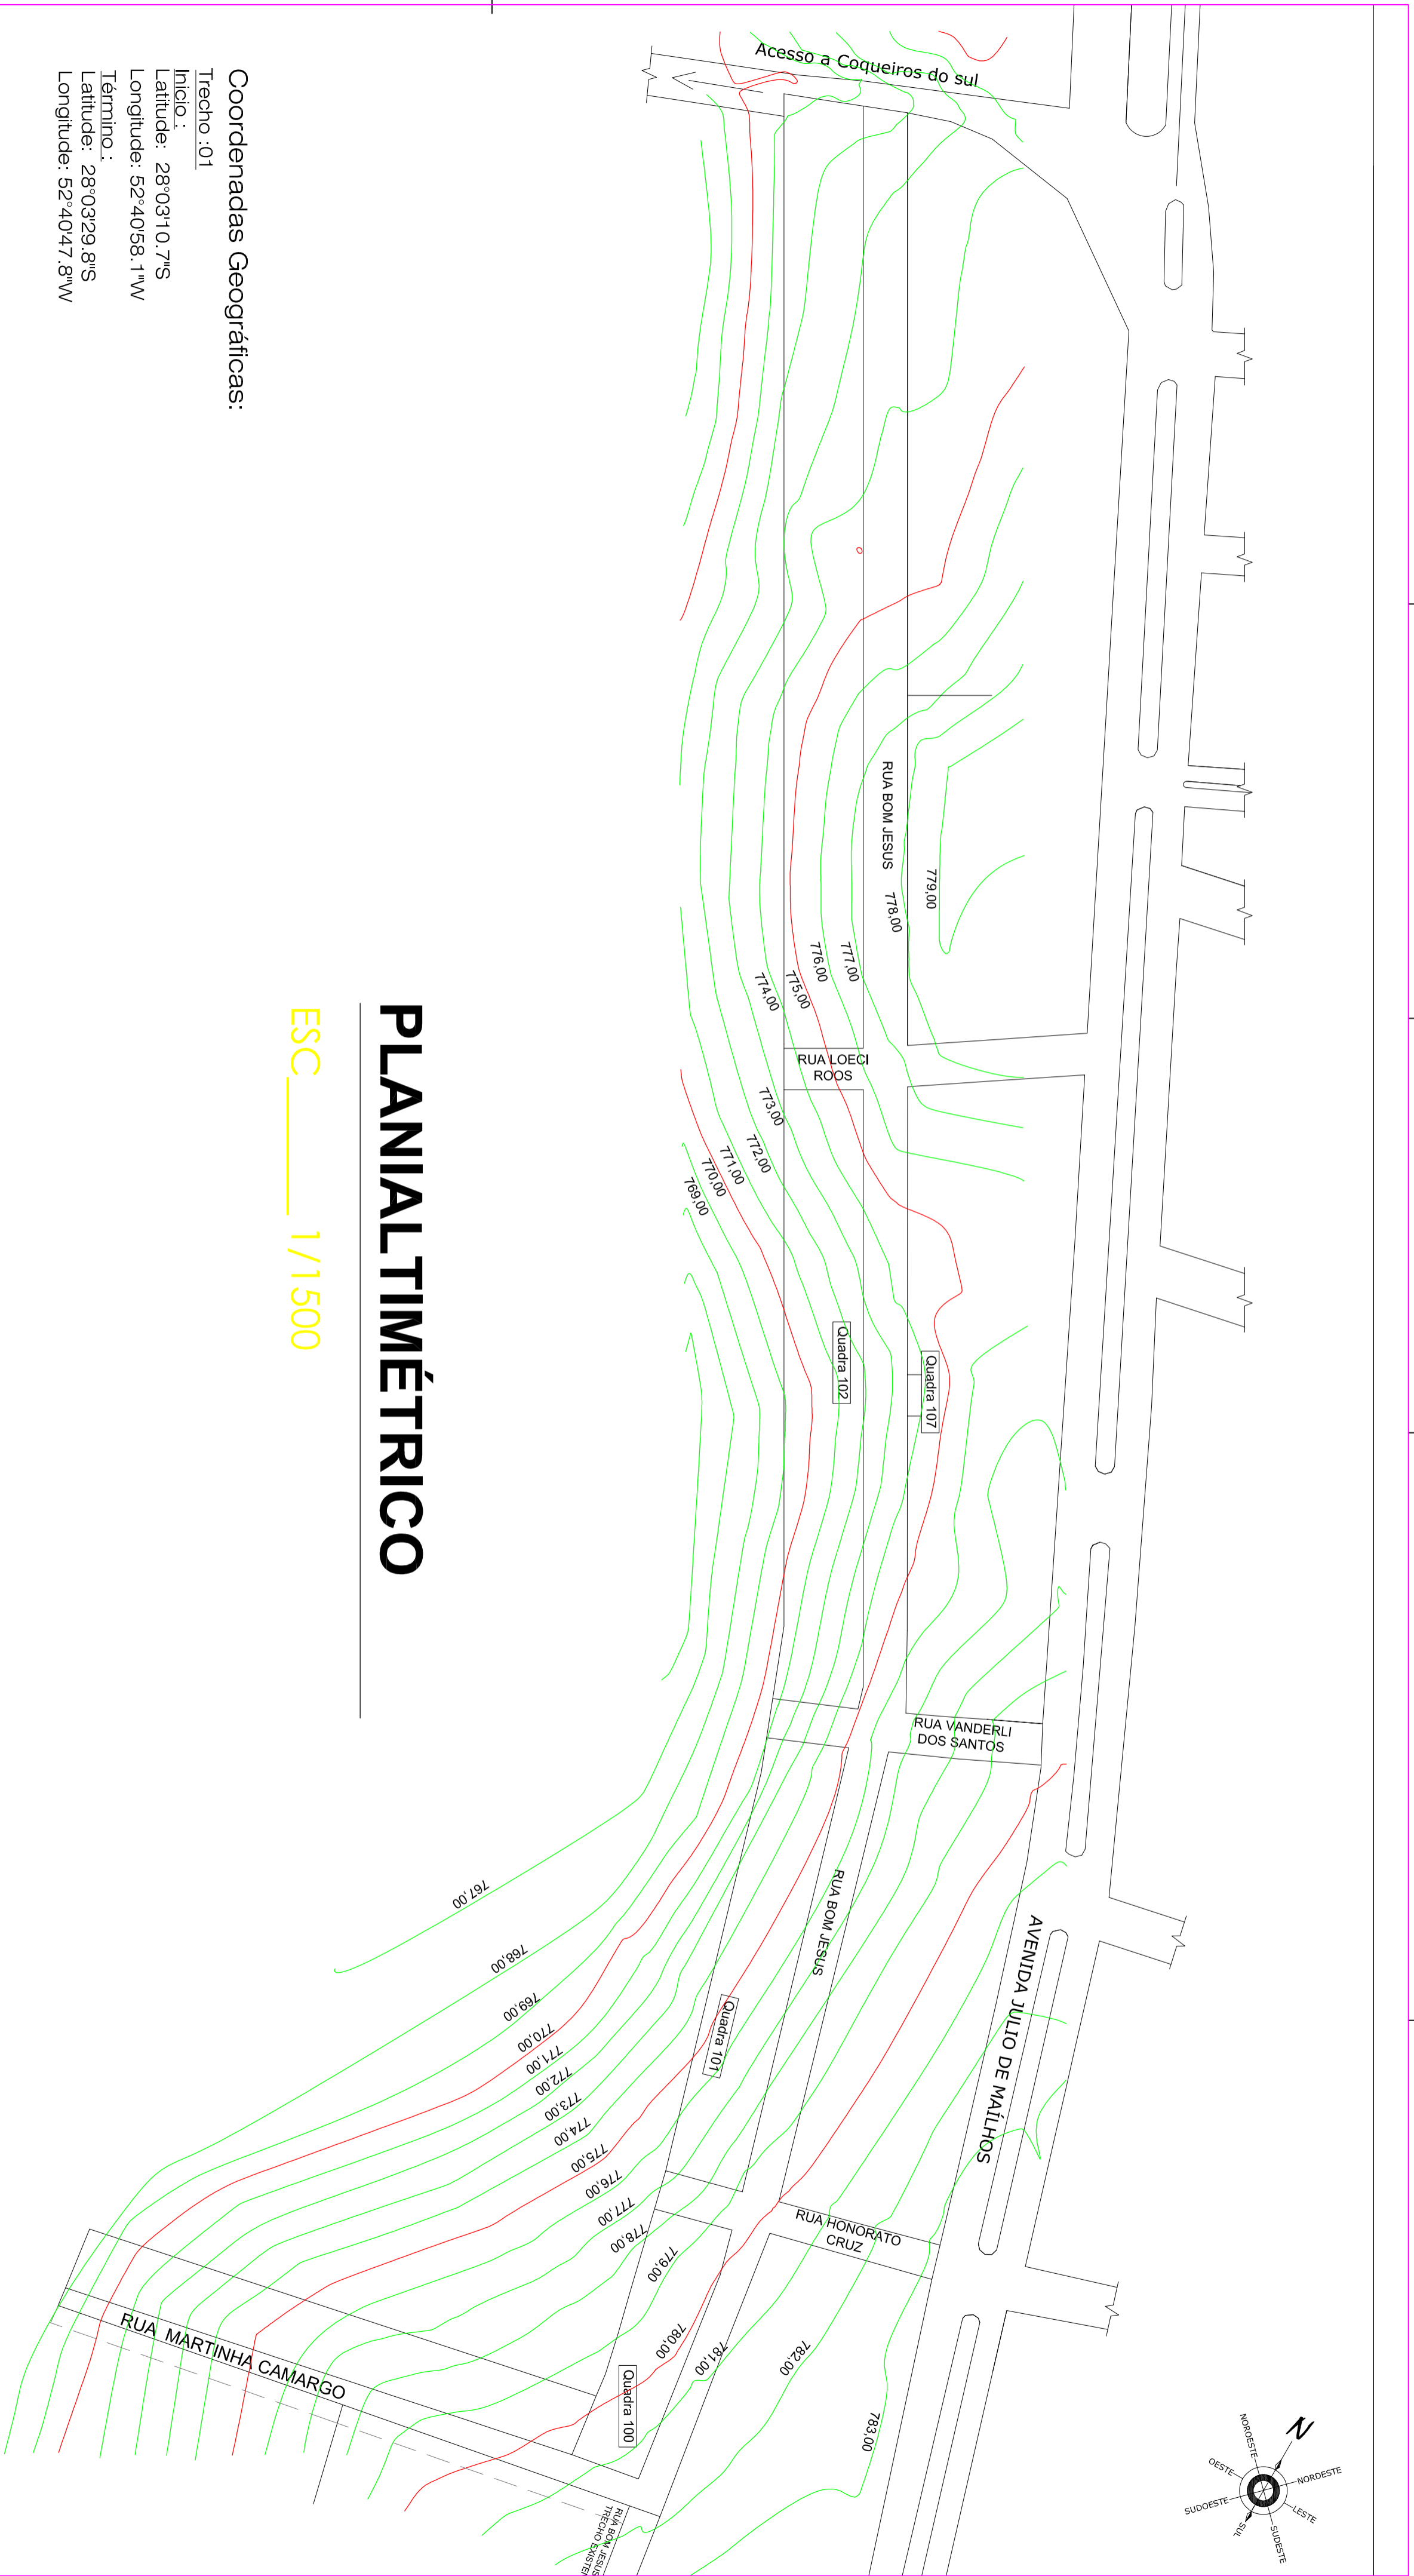 Acesso a Coqueiros do sul
Coordenadas Geográficas:
Trecho :01
Inicio :
Latitude: 28°03'10.7"S
Longitude: 52°40'58.1"W
Término :
Latitude: 28°03'29.8"S
Longitude: 52°40'47.8"W
PLANIALTIMÉTRICO
ESC 1/1500
RUA BOM JESUS
779,00
778,00
777,00
776,00
775,00
774,00
RUA LOECI
ROOS
773,00
772,00
771,00
770,00
769,00
Quadra 102
Quadra 107
RUA VANDERLI
DOS SANTOS
RUA BOM JESUS
AVENIDA JULIO DE MAÍLHOS
Quadra 101
767,00
768,00
769,00
770,00
771,00
772,00
773,00
774,00
775,00
776,00
777,00
778,00
779,00
780,00
781,00
782,00
783,00
RUA HONORATO
CRUZ
Quadra 100
RUA MARTINHA CAMARGO
RUA BOM JESUS
TRECHO
N
NOROESTE
NORDESTE
OESTE
LESTE
SUDOESTE
SUL
SUDESTE